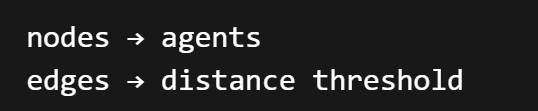 nodes → agents
edges → distance threshold